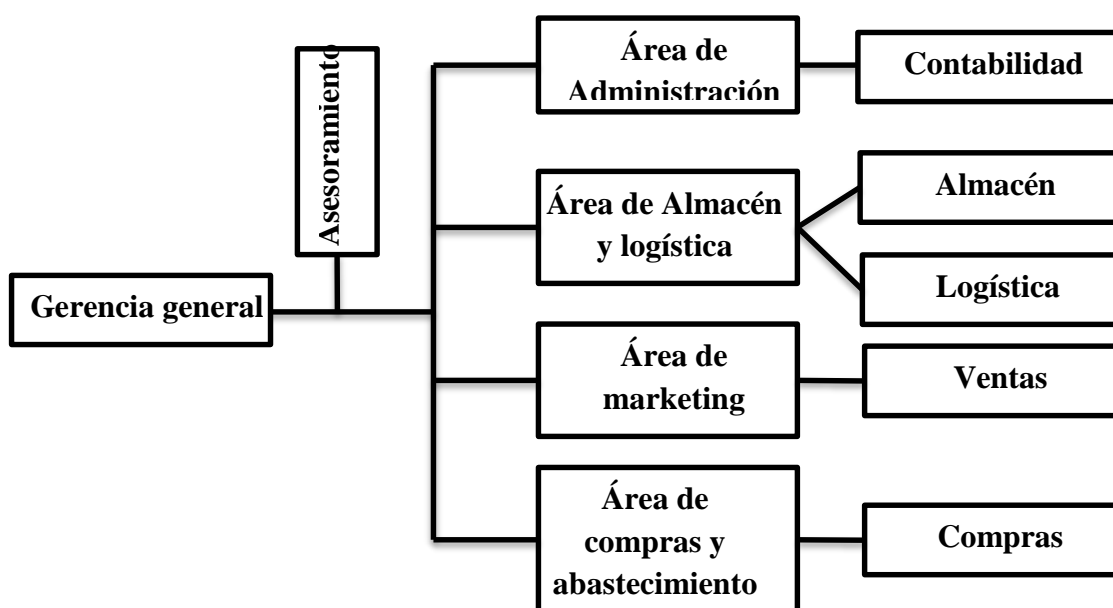 Gerencia general
Asesoramiento
Área de
Administración
Contabilidad
Área de Almacén
y logística
Almacén
Logística
Área de
marketing
Ventas
Área de
compras y
abastecimiento
Compras